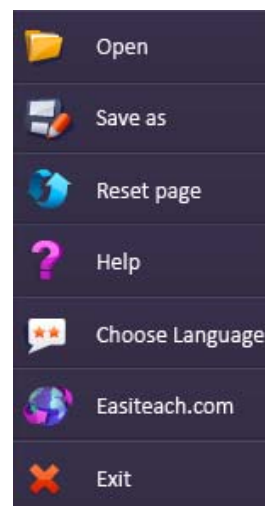 Open
Save as
Reset page
Help
Choose Language
Easiteach.com
Exit